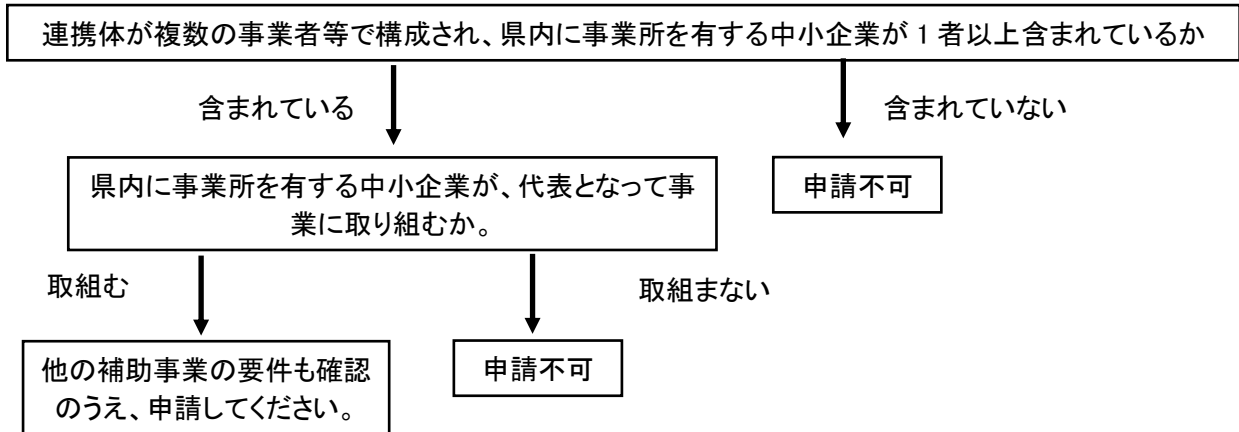 連携体が複数の事業者等で構成され、県内に事業所を有する中小企業が 1 者以上含まれているか
含まれている
含まれていない
県内に事業所を有する中小企業が、代表となって事
業に取り組むか。
申請不可
取組む
取組まない
他の補助事業の要件も確認
のうえ、申請してください。
申請不可